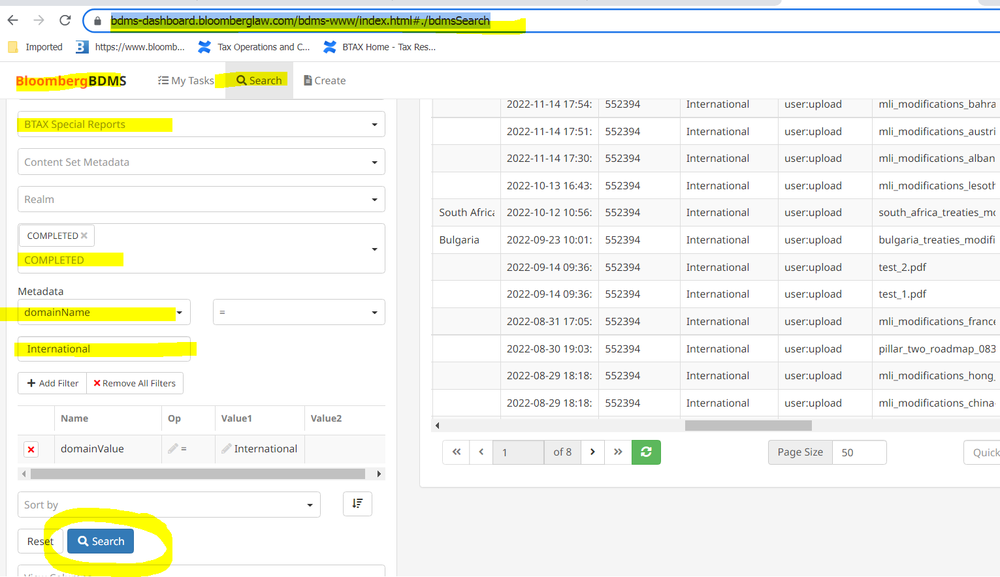 bdms-dashboard.bloomberglaw.com/bdms-www/index.html#./bdmsSearch
Imported
https://www.bloomb...
Tax Operations and C...
BTAX Home - Tax Res...
BloombergBDMS
My Tasks
Search
Create
BTAX Special Reports
Content Set Metadata
Realm
COMPLETED
COMPLETED
Metadata
domainName
=
International
Add Filter
Remove All Filters
Name Op Value1 Value2
domainValue = International
Sort by
Reset
Search
2022-11-14 17:54: 552394 International user:upload mli_modifications_bahra
2022-11-14 17:51: 552394 International user:upload mli_modifications_austri
2022-11-14 17:30: 552394 International user:upload mli_modifications_alban
2022-10-13 16:43: 552394 International user:upload mli_modifications_lesoth
South Africa 2022-10-12 10:56: 552394 International user:upload south_africa_treaties_mo
Bulgaria 2022-09-23 10:01: 552394 International user:upload bulgaria_treaties_modifi
2022-09-14 09:36: 552394 International user:upload test_2.pdf
2022-09-14 09:36: 552394 International user:upload test_1.pdf
2022-08-31 17:05: 552394 International user:upload mli_modifications_france
2022-08-30 19:03: 552394 International user:upload pillar_two_roadmap_083
2022-08-29 18:18: 552394 International user:upload mli_modifications_hong_
2022-08-29 18:18: 552394 International user:upload mli_modifications_china-
1 of 8
Page Size 50
Quick